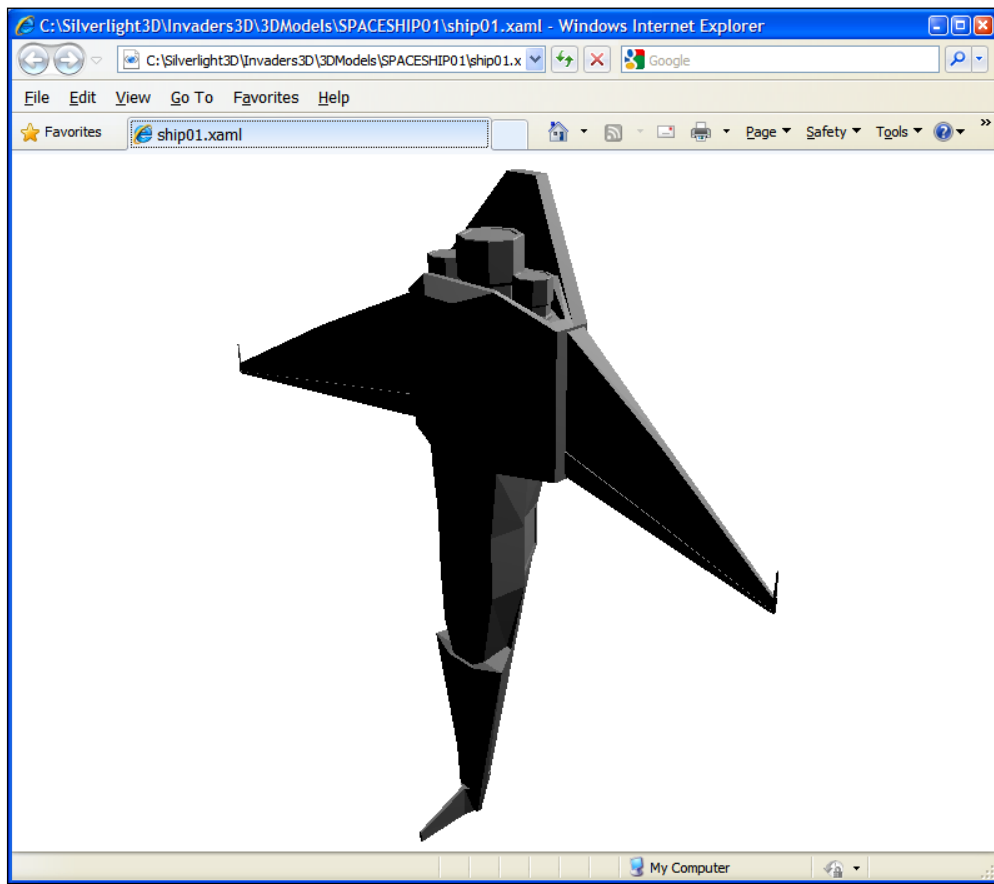 C:\Silverlight3D\Invaders3D\3DModels\SPACESHIP01\ship01.xaml - Windows Internet Explorer
C:\Silverlight3D\Invaders3D\3DModels\SPACESHIP01\ship01.x Google
File Edit View Go To Favorites Help
Favorites ship01.xaml Page Safety Tools »
My Computer